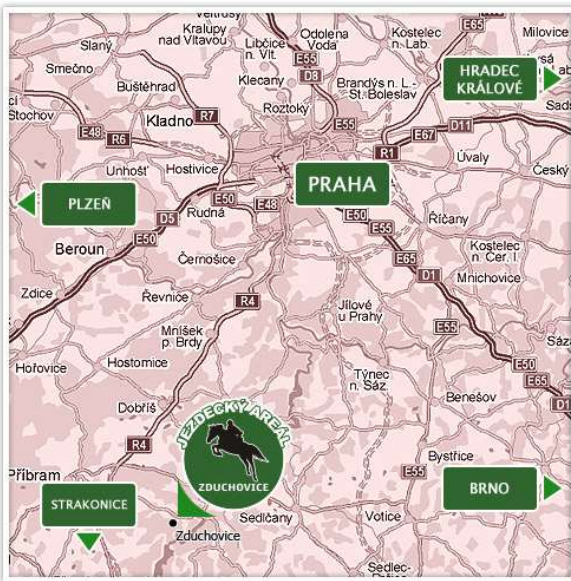 Kralupy
nad Vltavou
Libčice
n. Vlt.
Odolena
Voda
Kostelec
n. Lab.
Milovice
E65
Slaný
E55
D8
Smečno
Klecany
Brandýs n. L.-
St. Boleslav
HRADEC
KRÁLOVÉ
Buštěhrad
Roztoky
Stochov
Kladno
R7
E55
E48
R6
E67
D11
R1
Unhošť
Hostivice
Úvaly
Český
PRAHA
PLZEŇ
E50
E48
D5
Rudná
E50
Říčany
E55
Beroun
E50
Černošice
E65
Kostelec
n. Čer. l.
D1
Mnichovice
Zdice
Řevnice
R4
Jílové
u Prahy
Mníšek
p. Brdy
E55
Hořovice
Hostomice
E50
Týnec
n. Sáz.
E65
Dobříš
Benešov
D1
JEZDECKÝ AREÁL
ZDUCHOVICE
R4
Bystřice
Příbram
E55
BRNO
STRAKONICE
Sedlčany
Votice
Zduchovice
Sedlec-